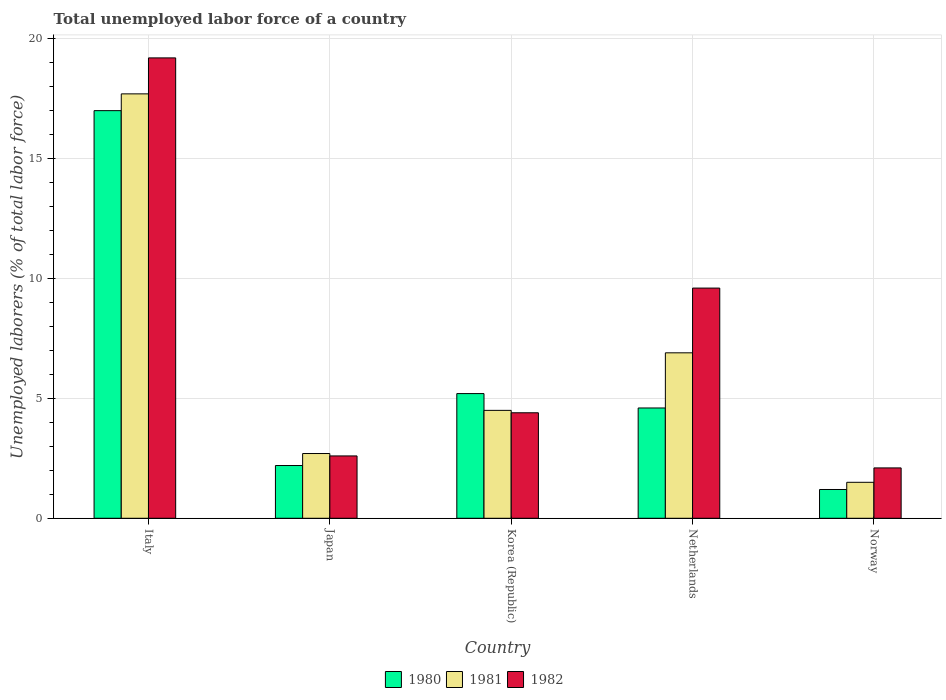 Total unemployed labor force of a country
Unemployed laborers (% of total labor force)
20
15
10
5
0
Italy
Japan
Korea (Republic)
Netherlands
Norway
Country
1980
1981
1982